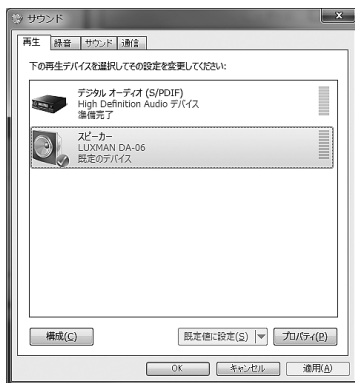 サウンド
再生 録音 サウンド 通信
下の再生デバイスを選択してその設定を変更してください:
デジタル オーディオ (S/PDIF)
High Definition Audio デバイス
準備完了
スピーカー
LUXMAN DA-06
既定のデバイス
構成(C) 既定値に設定(S) プロパティ(P)
OK キャンセル 適用(A)